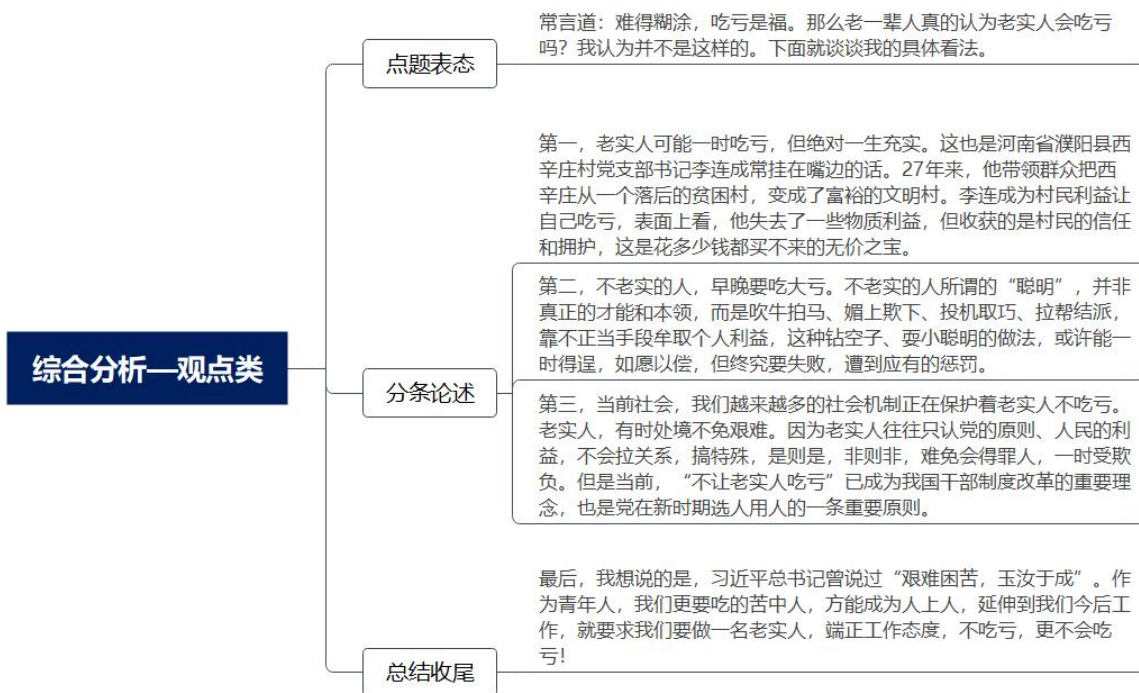 常言道：难得糊涂，吃亏是福。那么老一辈人真的认为老实人会吃亏
吗？我认为并不是这样的。下面就谈谈我的具体看法。
点题表态
第一，老实人可能一时吃亏，但绝对一生充实。这也是河南省濮阳县西
辛庄村党支部书记李连成常挂在嘴边的话。27年来，他带领群众把西
辛庄从一个落后的贫困村，变成了富裕的文明村。李连成为村民利益让
自己吃亏，表面上看，他失去了一些物质利益，但收获的是村民的信任
和拥护，这是花多少钱都买不来的无价之宝。
第二，不老实的人，早晚要吃大亏。不老实的人所谓的“聪明”，并非
真正的才能和本领，而是吹牛拍马、媚上欺下、投机取巧、拉帮结派，
靠不正当手段牟取个人利益，这种钻空子、耍小聪明的做法，或许能一
时得逞，如愿以偿，但终究要失败，遭到应有的惩罚。
综合分析—观点类
分条论述
第三，当前社会，我们越来越多的社会机制正在保护着老实人不吃亏。
老实人，有时处境不免艰难。因为老实人往往只认党的原则、人民的利
益，不会拉关系，搞特殊，是则是，非则非，难免会得罪人，一时受欺
负。但是当前，“不让老实人吃亏”已成为我国干部制度改革的重要理
念，也是党在新时期选人用人的一条重要原则。
最后，我想说的是，习近平总书记曾说过“艰难困苦，玉汝于成”。作
为青年人，我们更要吃的苦中人，方能成为人上人，延伸到我们今后工
作，就要求我们要做一名老实人，端正工作态度，不吃亏，更不会吃
亏！
总结收尾